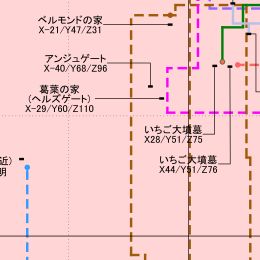 ベルモンドの家
X-21/Y47/Z31
アンジュゲート
X-40/Y68/Z96
葛葉の家
(ヘルズゲート)
X-29/Y60/Z110
いちご大墳墓
X28/Y51/Z75
いちご大墳墓
X44/Y51/Z76
近）
明